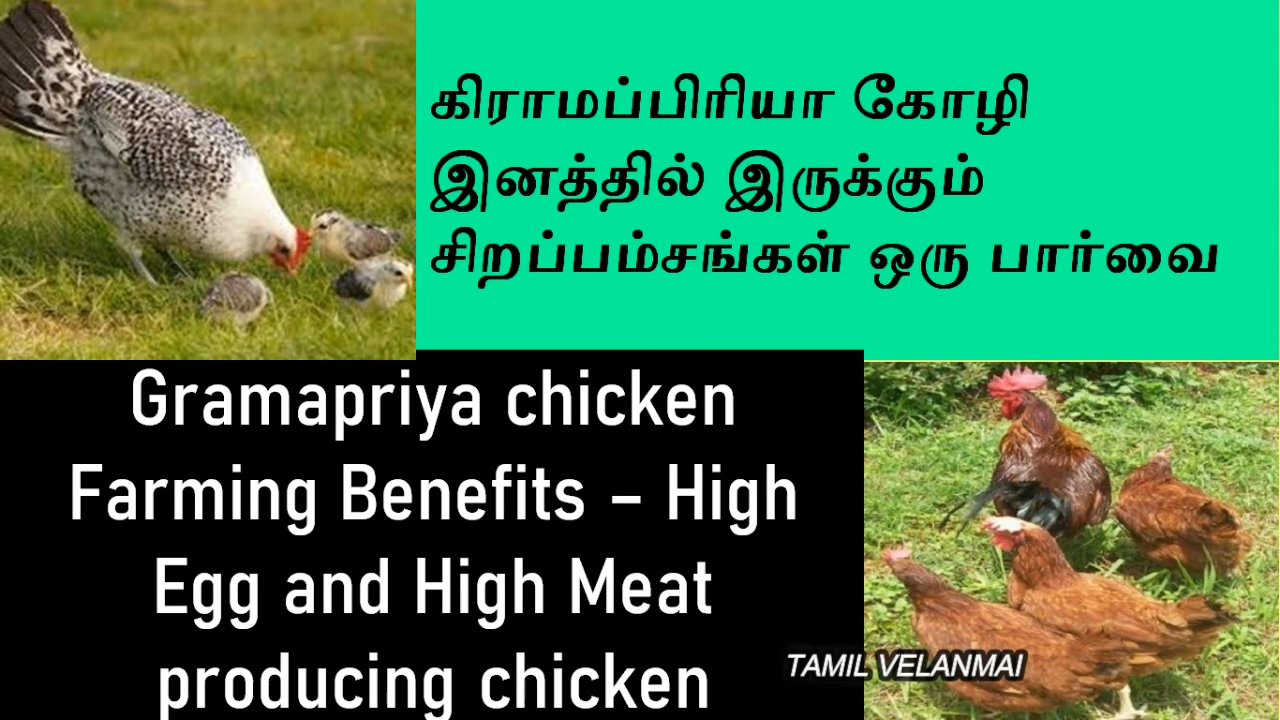 கிராமப்பிரியா கோழி
இனத்தில் இருக்கும்
சிறப்பம்சங்கள் ஒரு பார்வை
Gramapriya chicken
Farming Benefits – High
Egg and High Meat
producing chicken
TAMIL VELANMAI